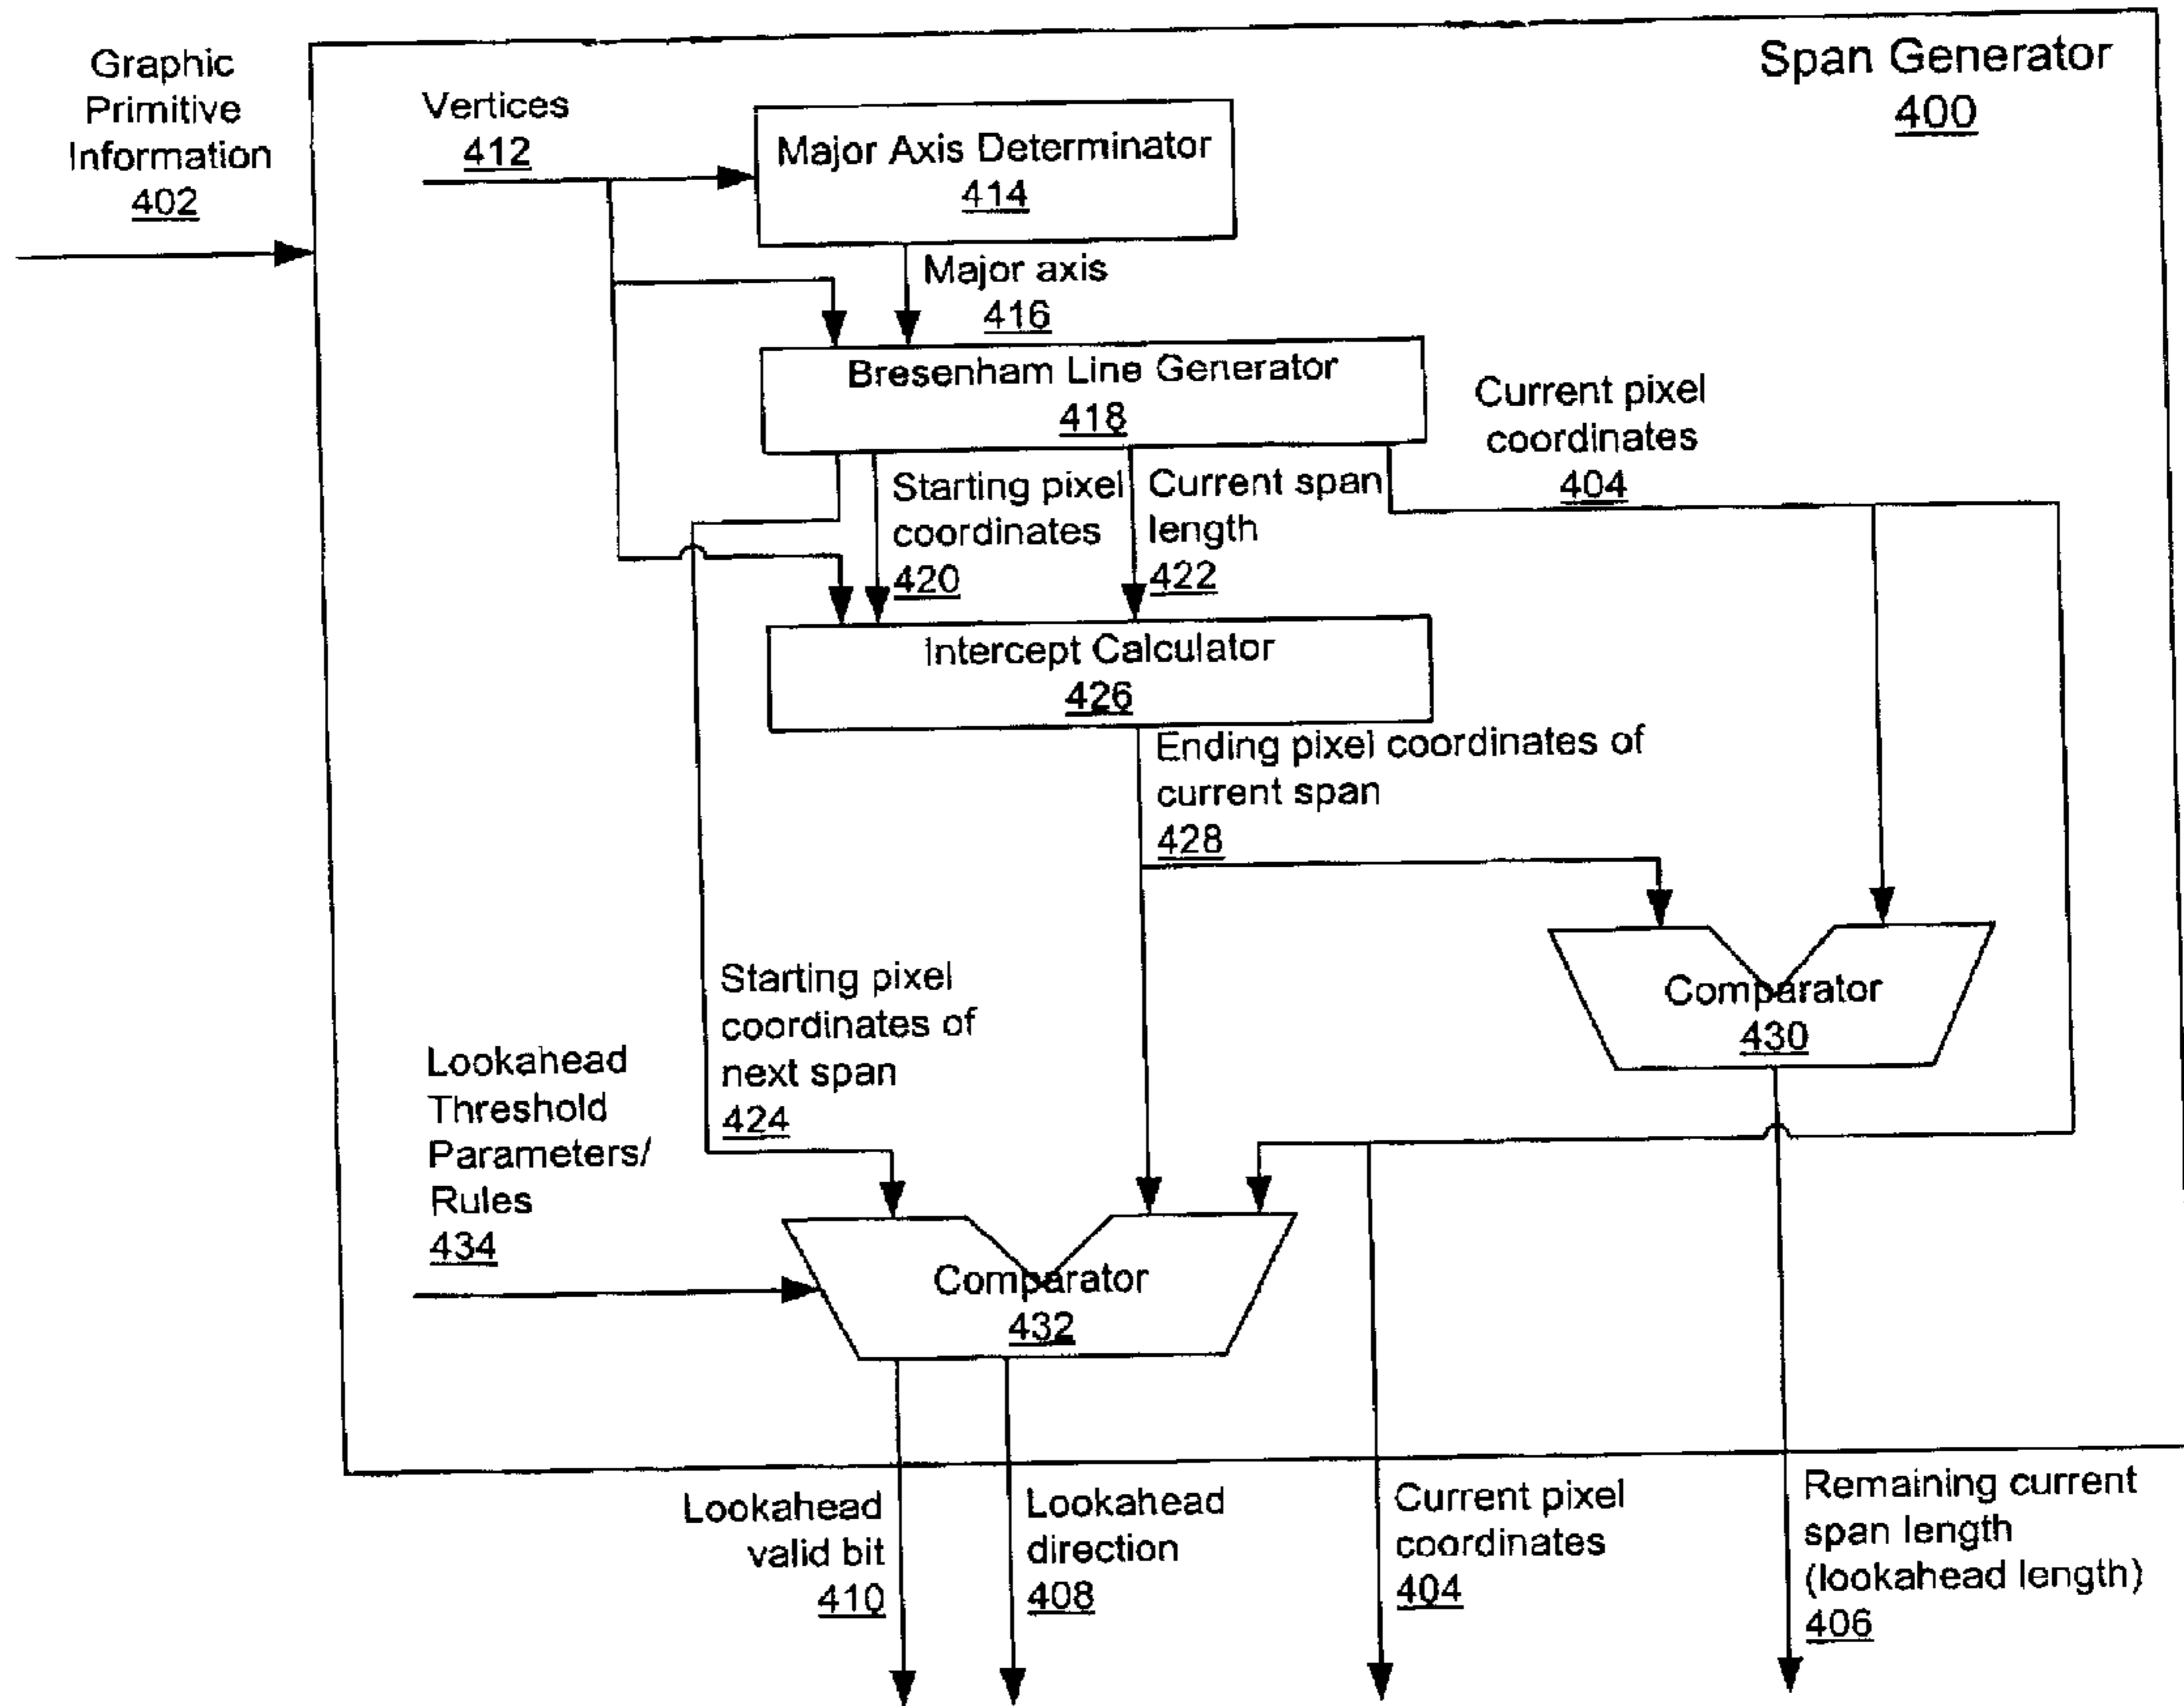 Graphic
Primitive
Information
402
Span Generator
400
Vertices
412
Major Axis Determinator
414
Major axis
416
Bresenham Line Generator
418
Current pixel
coordinates
404
Starting pixel
coordinates
420
Current span
length
422
Intercept Calculator
426
Ending pixel coordinates of
current span
428
Comparator
430
Starting pixel
coordinates of
next span
424
Lookahead
Threshold
Parameters/
Rules
434
Comparator
432
Lookahead
valid bit
410
Lookahead
direction
408
Current pixel
coordinates
404
Remaining current
span length
(lookahead length)
406